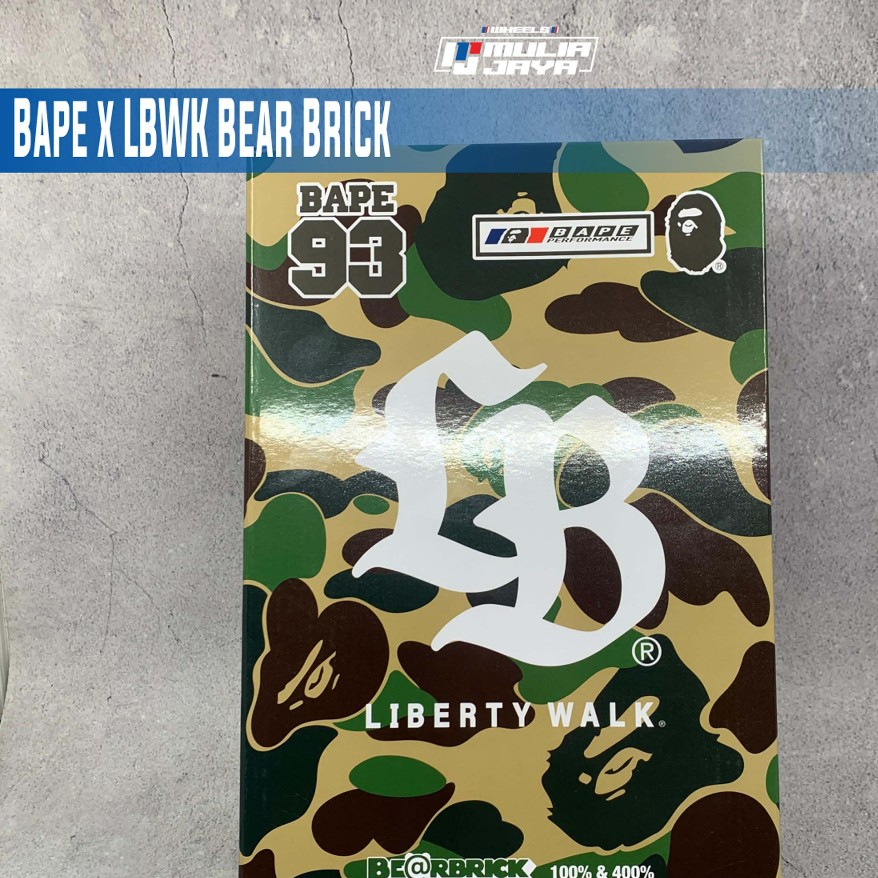 WHEELS
MULIA
JAYA
BAPE X LBWK BEAR BRICK
BAPE
93
BAPE
PERFORMANCE
®
LB
®
LIBERTY WALK®
BE@RBRICK 100% & 400%